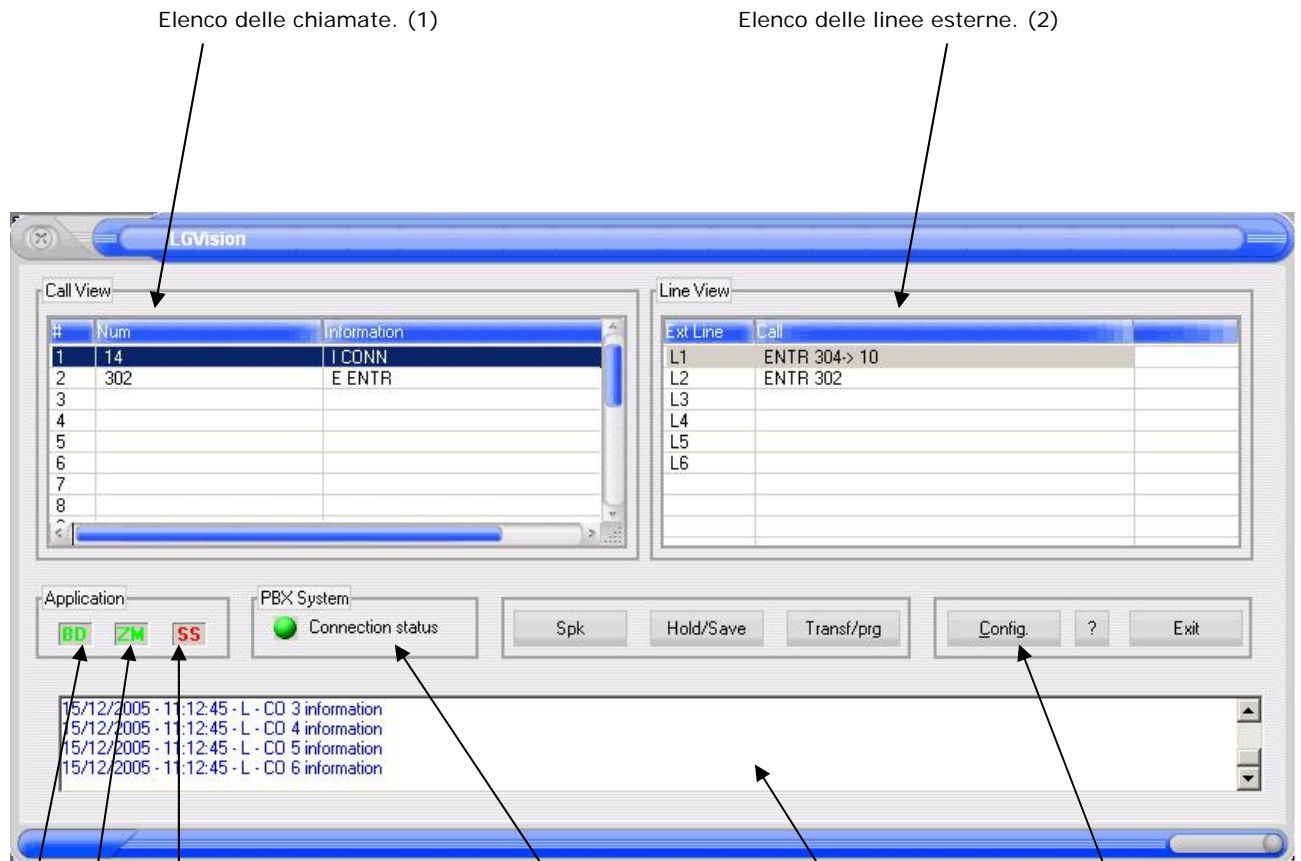 Elenco delle chiamate. (1) Elenco delle linee esterne. (2)
LGVision
Call View
# Num Information
1 14 I CONN
2 302 E ENTR
3
4
5
6
7
8
Line View
Ext Line Call
L1 ENTR 304-> 10
L2 ENTR 302
L3
L4
L5
L6
Application
BD ZM SS
PBX System
Connection status
Spk Hold/Save Transf/prg
Config. ? Exit
15/12/2005 - 11:12:45 - L - CO 3 information
15/12/2005 - 11:12:45 - L - CO 4 information
15/12/2005 - 11:12:45 - L - CO 5 information
15/12/2005 - 11:12:45 - L - CO 6 information